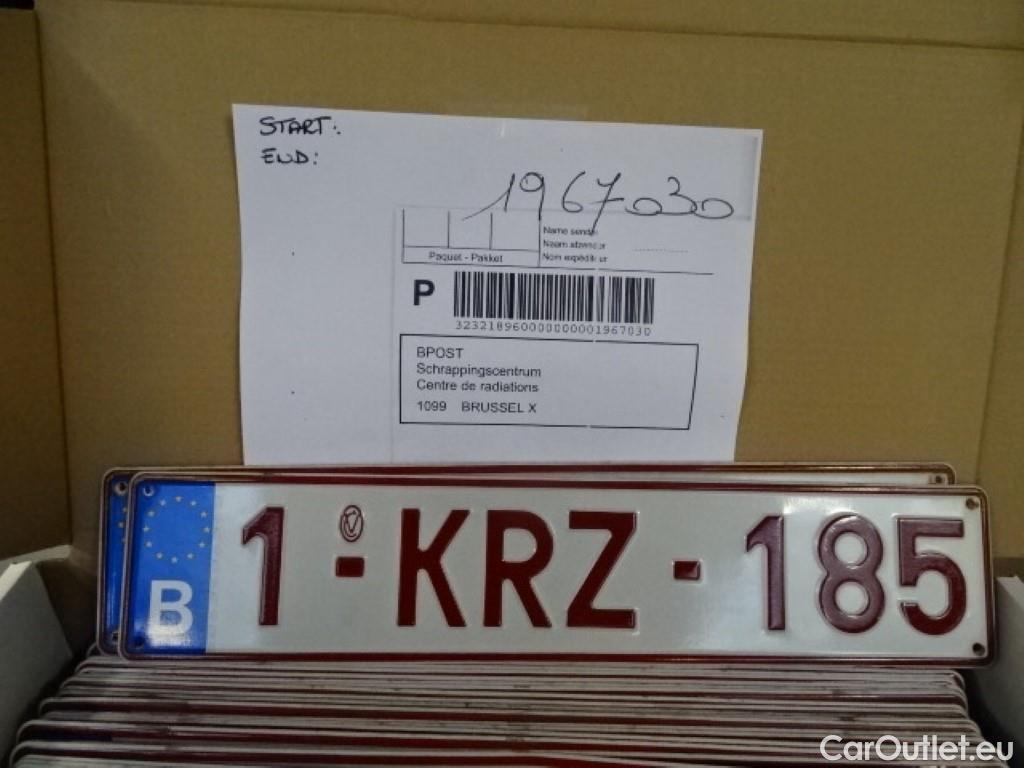 START:
END:
1967030
Name sender
Naam afzender
Nom expéditeur
Paquet - Pakket
P
323218960000000001967030
BPOST
Schrappingscentrum
Centre de radiations
1099 BRUSSEL X
B 1-KRZ-185
CarOutlet.eu